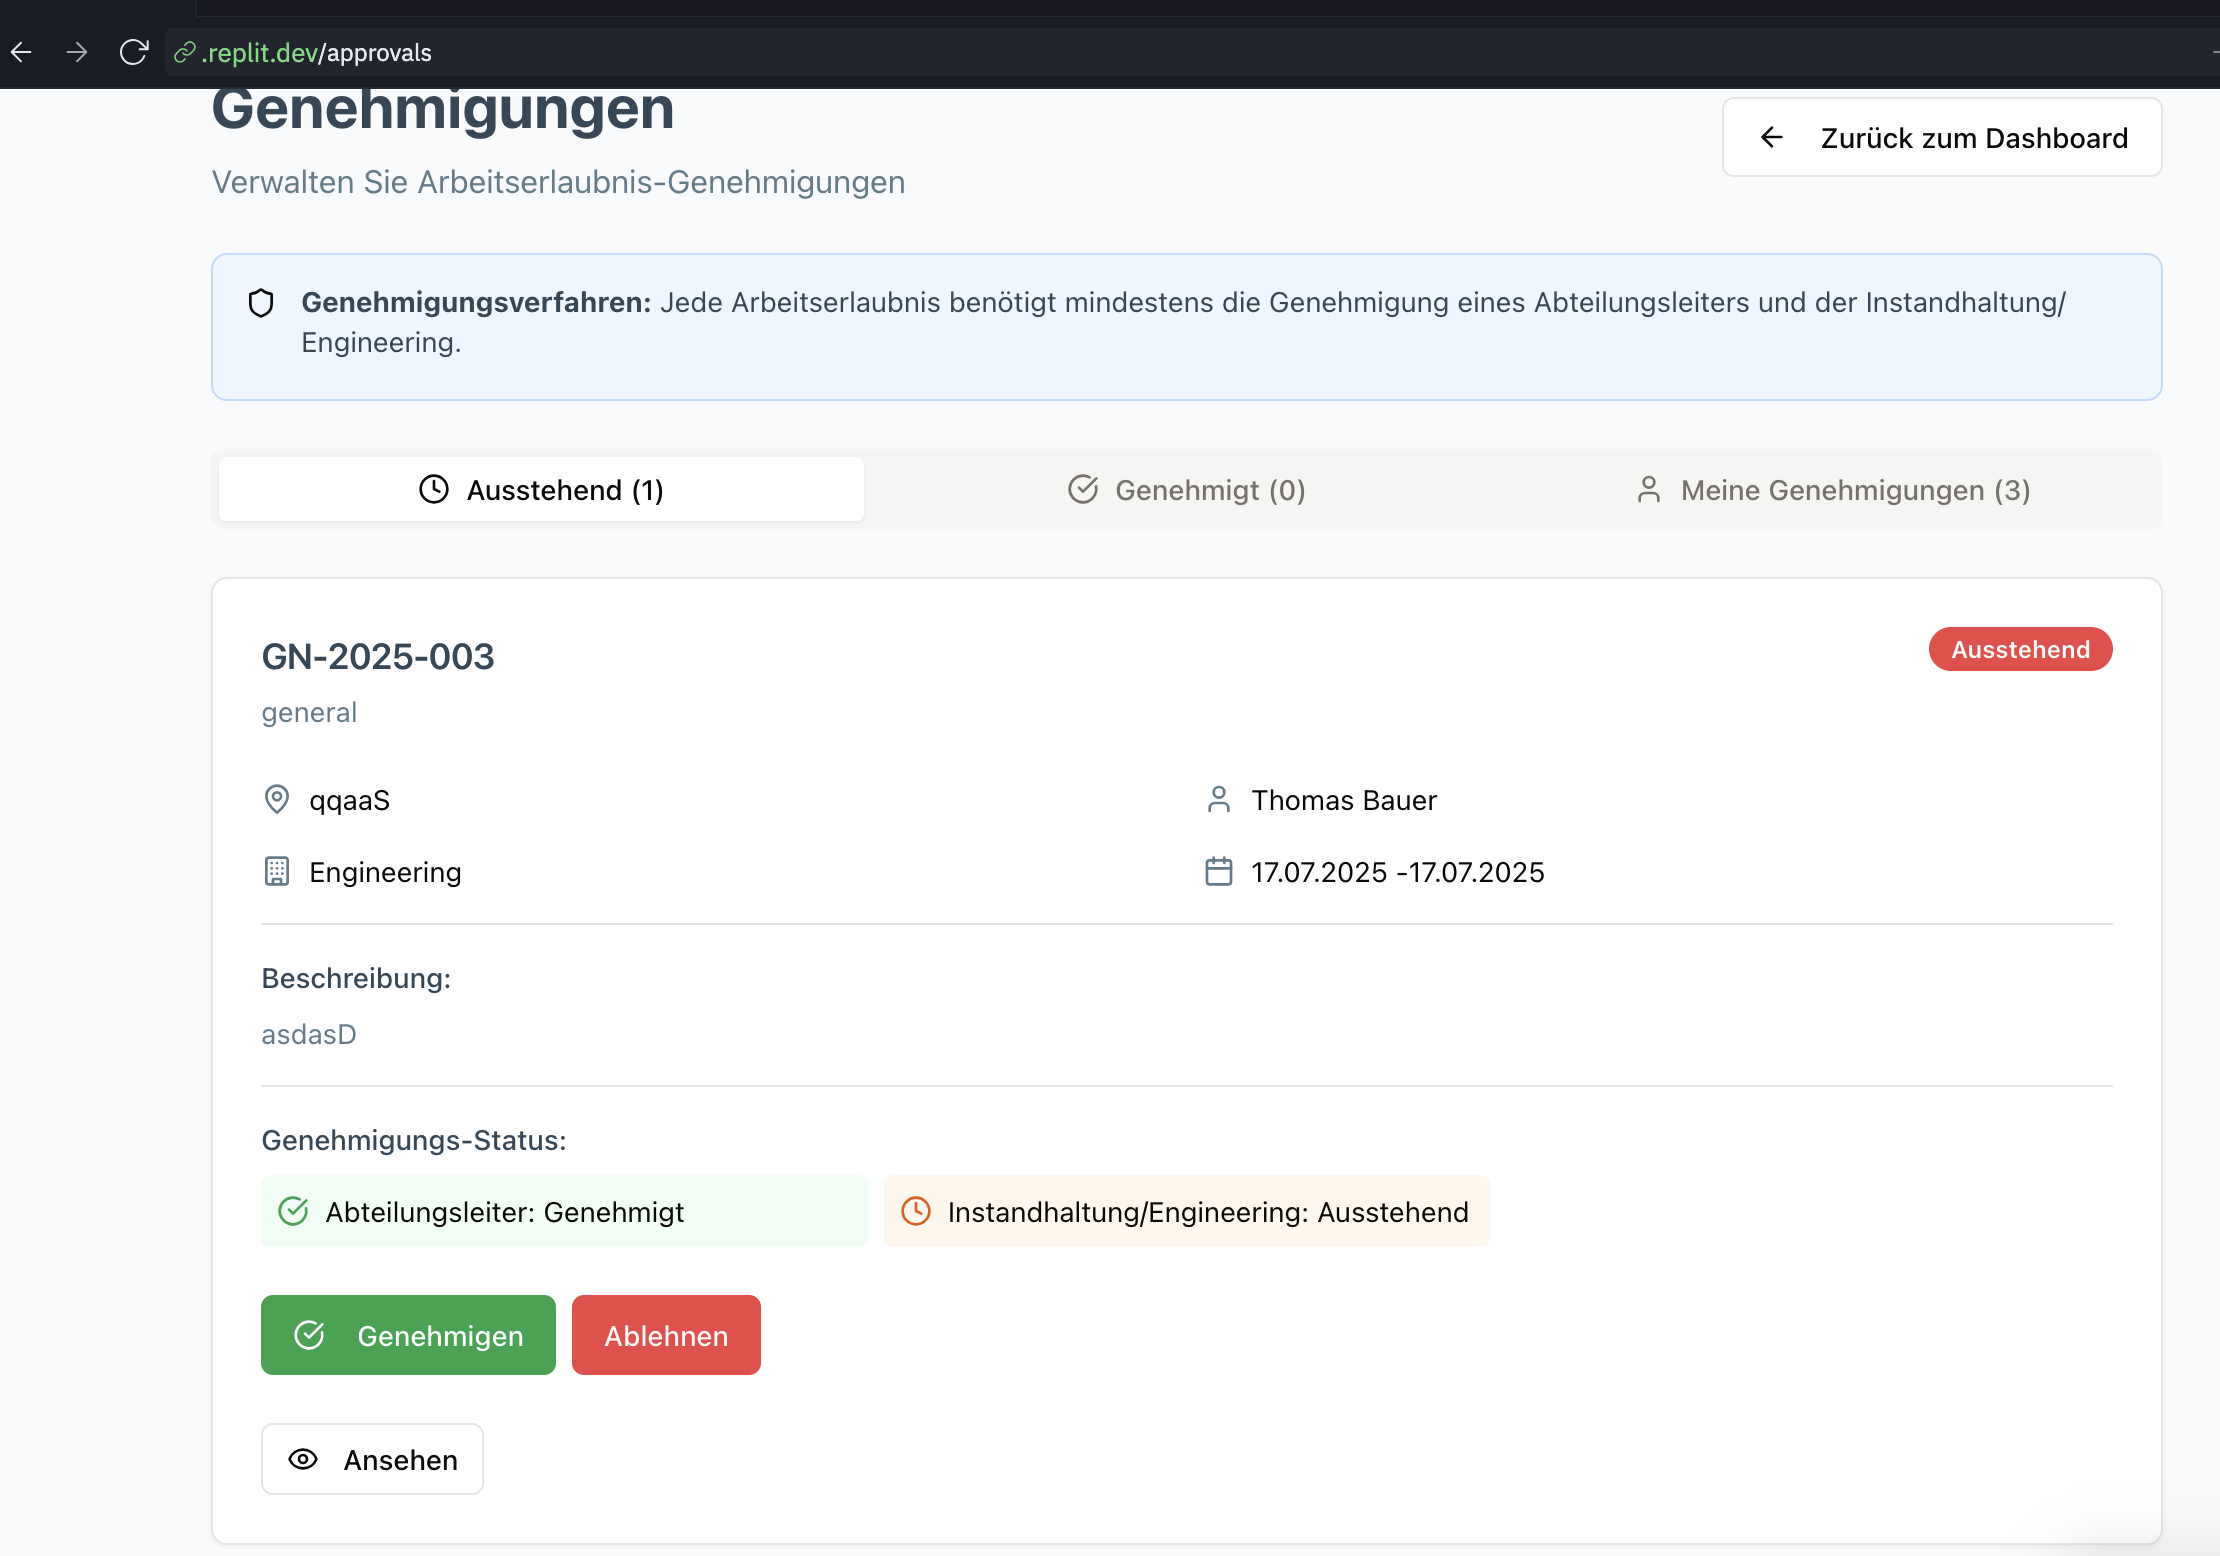 .replit.dev/approvals
Genehmigungen
Zurück zum Dashboard
Verwalten Sie Arbeitserlaubnis-Genehmigungen
Genehmigungsverfahren: Jede Arbeitserlaubnis benötigt mindestens die Genehmigung eines Abteilungsleiters und der Instandhaltung/
Engineering.
Ausstehend (1)
Genehmigt (0)
Meine Genehmigungen (3)
GN-2025-003
Ausstehend
general
qqaaS
Thomas Bauer
Engineering
17.07.2025 -17.07.2025
Beschreibung:
asdasD
Genehmigungs-Status:
Abteilungsleiter: Genehmigt
Instandhaltung/Engineering: Ausstehend
Genehmigen
Ablehnen
Ansehen